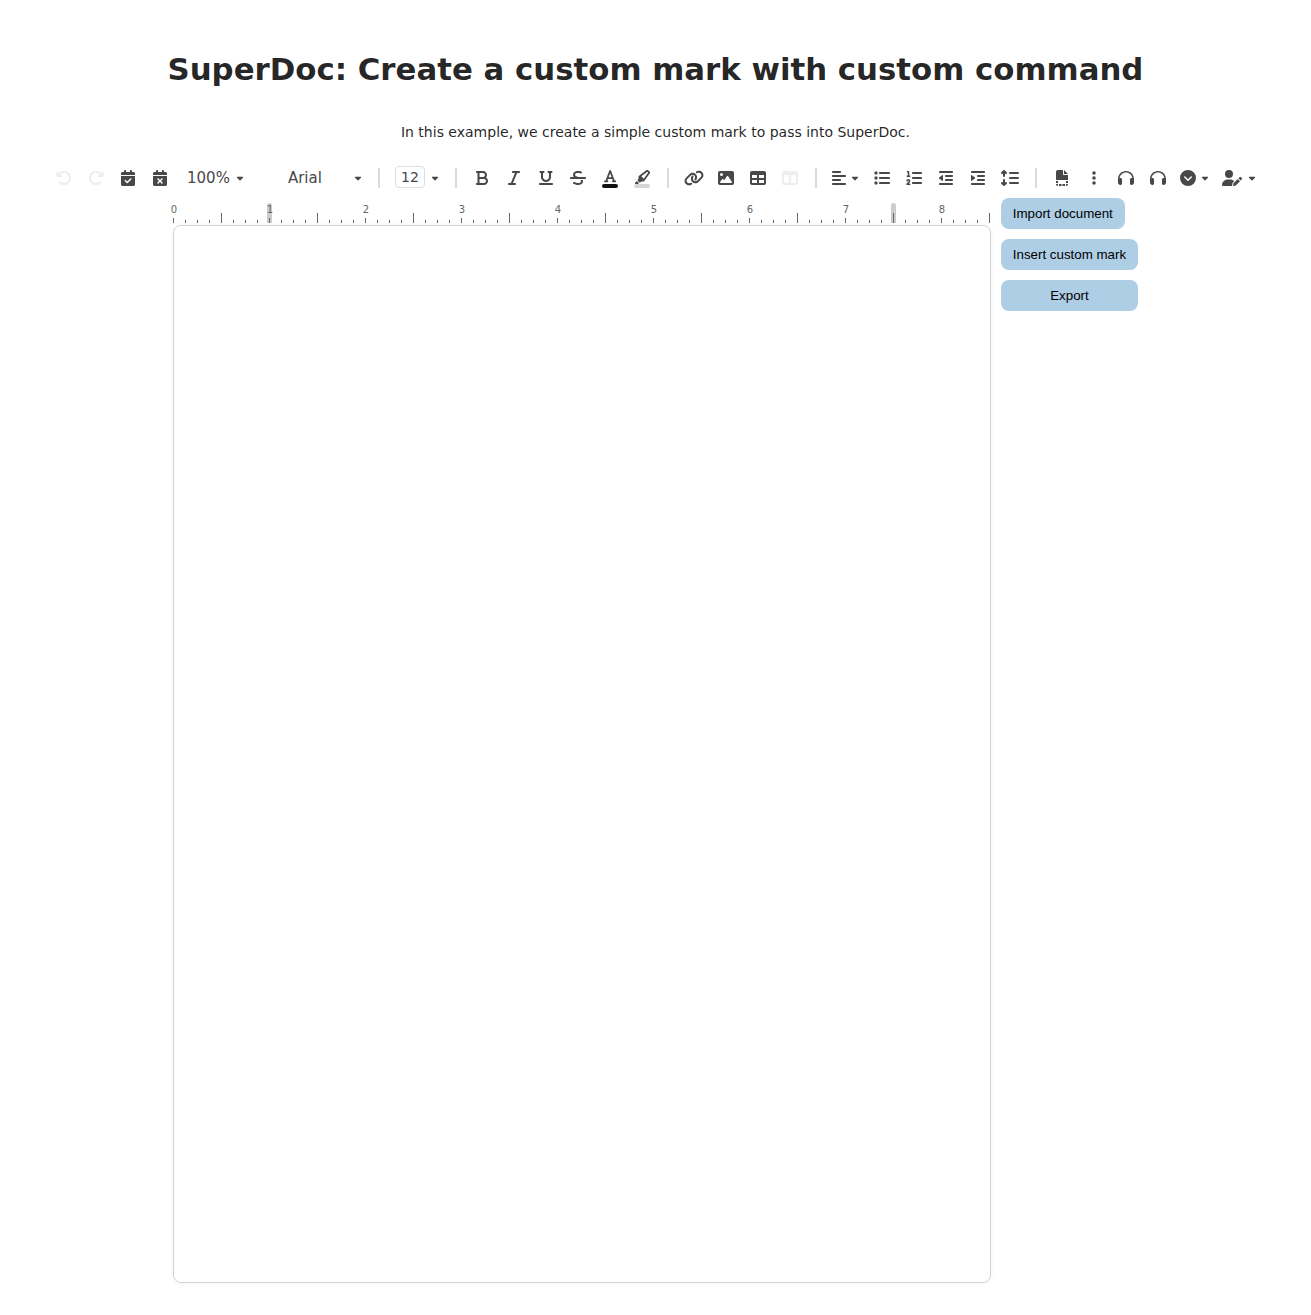 SuperDoc: Create a custom mark with custom command
In this example, we create a simple custom mark to pass into SuperDoc.
100% Arial 12
0 1 2 3 4 5 6 7 8
Import document
Insert custom mark
Export